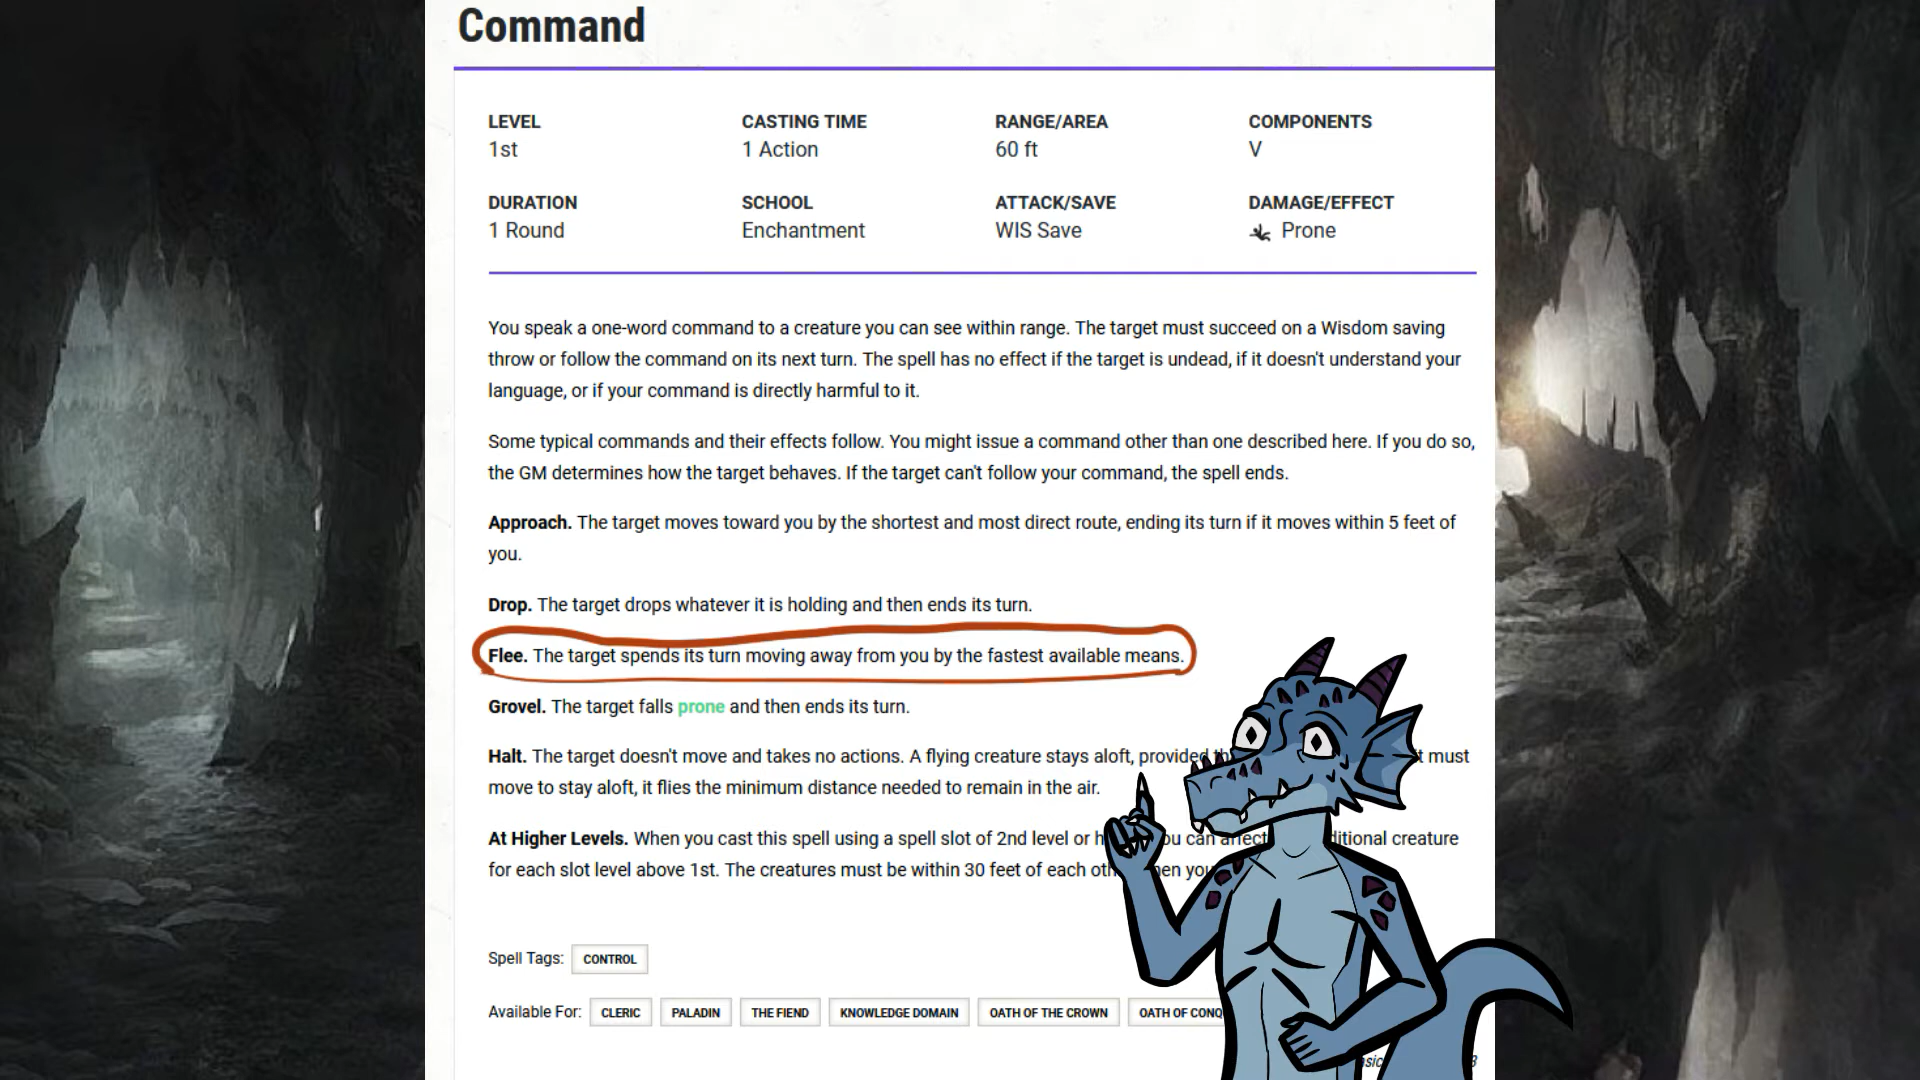 Command
LEVEL CASTING TIME RANGE/AREA COMPONENTS
1st 1 Action 60 ft V
DURATION SCHOOL ATTACK/SAVE DAMAGE/EFFECT
1 Round Enchantment WIS Save Prone
You speak a one-word command to a creature you can see within range. The target must succeed on a Wisdom saving
throw or follow the command on its next turn. The spell has no effect if the target is undead, if it doesn't understand your
language, or if your command is directly harmful to it.
Some typical commands and their effects follow. You might issue a command other than one described here. If you do so,
the GM determines how the target behaves. If the target can't follow your command, the spell ends.
Approach. The target moves toward you by the shortest and most direct route, ending its turn if it moves within 5 feet of
you.
Drop. The target drops whatever it is holding and then ends its turn.
Flee. The target spends its turn moving away from you by the fastest available means.
Grovel. The target falls prone and then ends its turn.
Halt. The target doesn't move and takes no actions. A flying creature stays aloft, provided must
move to stay aloft, it flies the minimum distance needed to remain in the air.
At Higher Levels. When you cast this spell using a spell slot of 2nd level or can creature
for each slot level above 1st. The creatures must be within 30 feet of each
Spell Tags: CONTROL
Available For: CLERIC PALADIN THE FIEND KNOWLEDGE DOMAIN OATH OF THE CROWN OATH OF